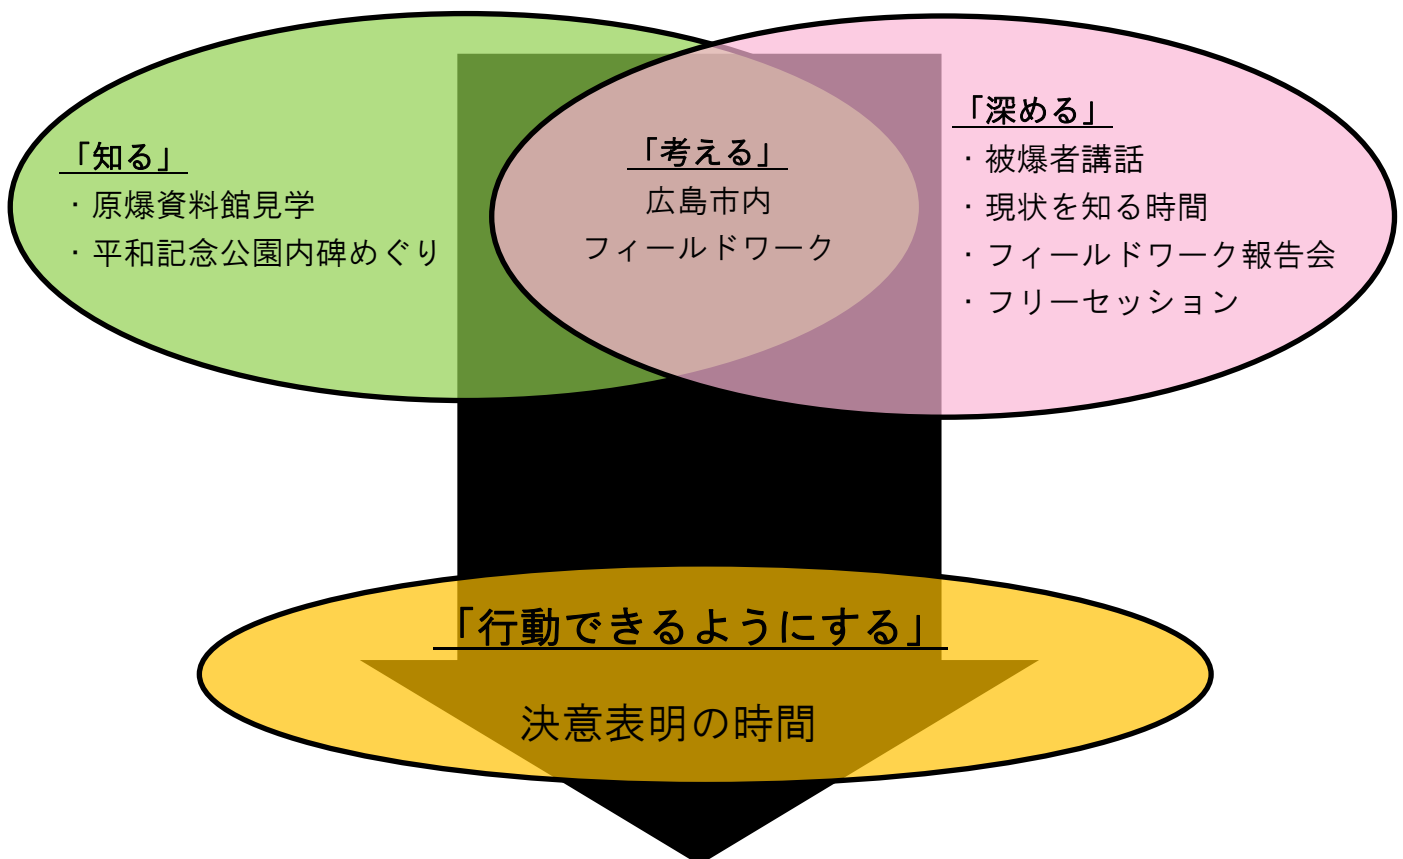 「知る」
・原爆資料館見学
・平和記念公園内碑めぐり
「考える」
広島市内
フィールドワーク
「深める」
・被爆者講話
・現状を知る時間
・フィールドワーク報告会
・フリーセッション
「行動できるようにする」
決意表明の時間